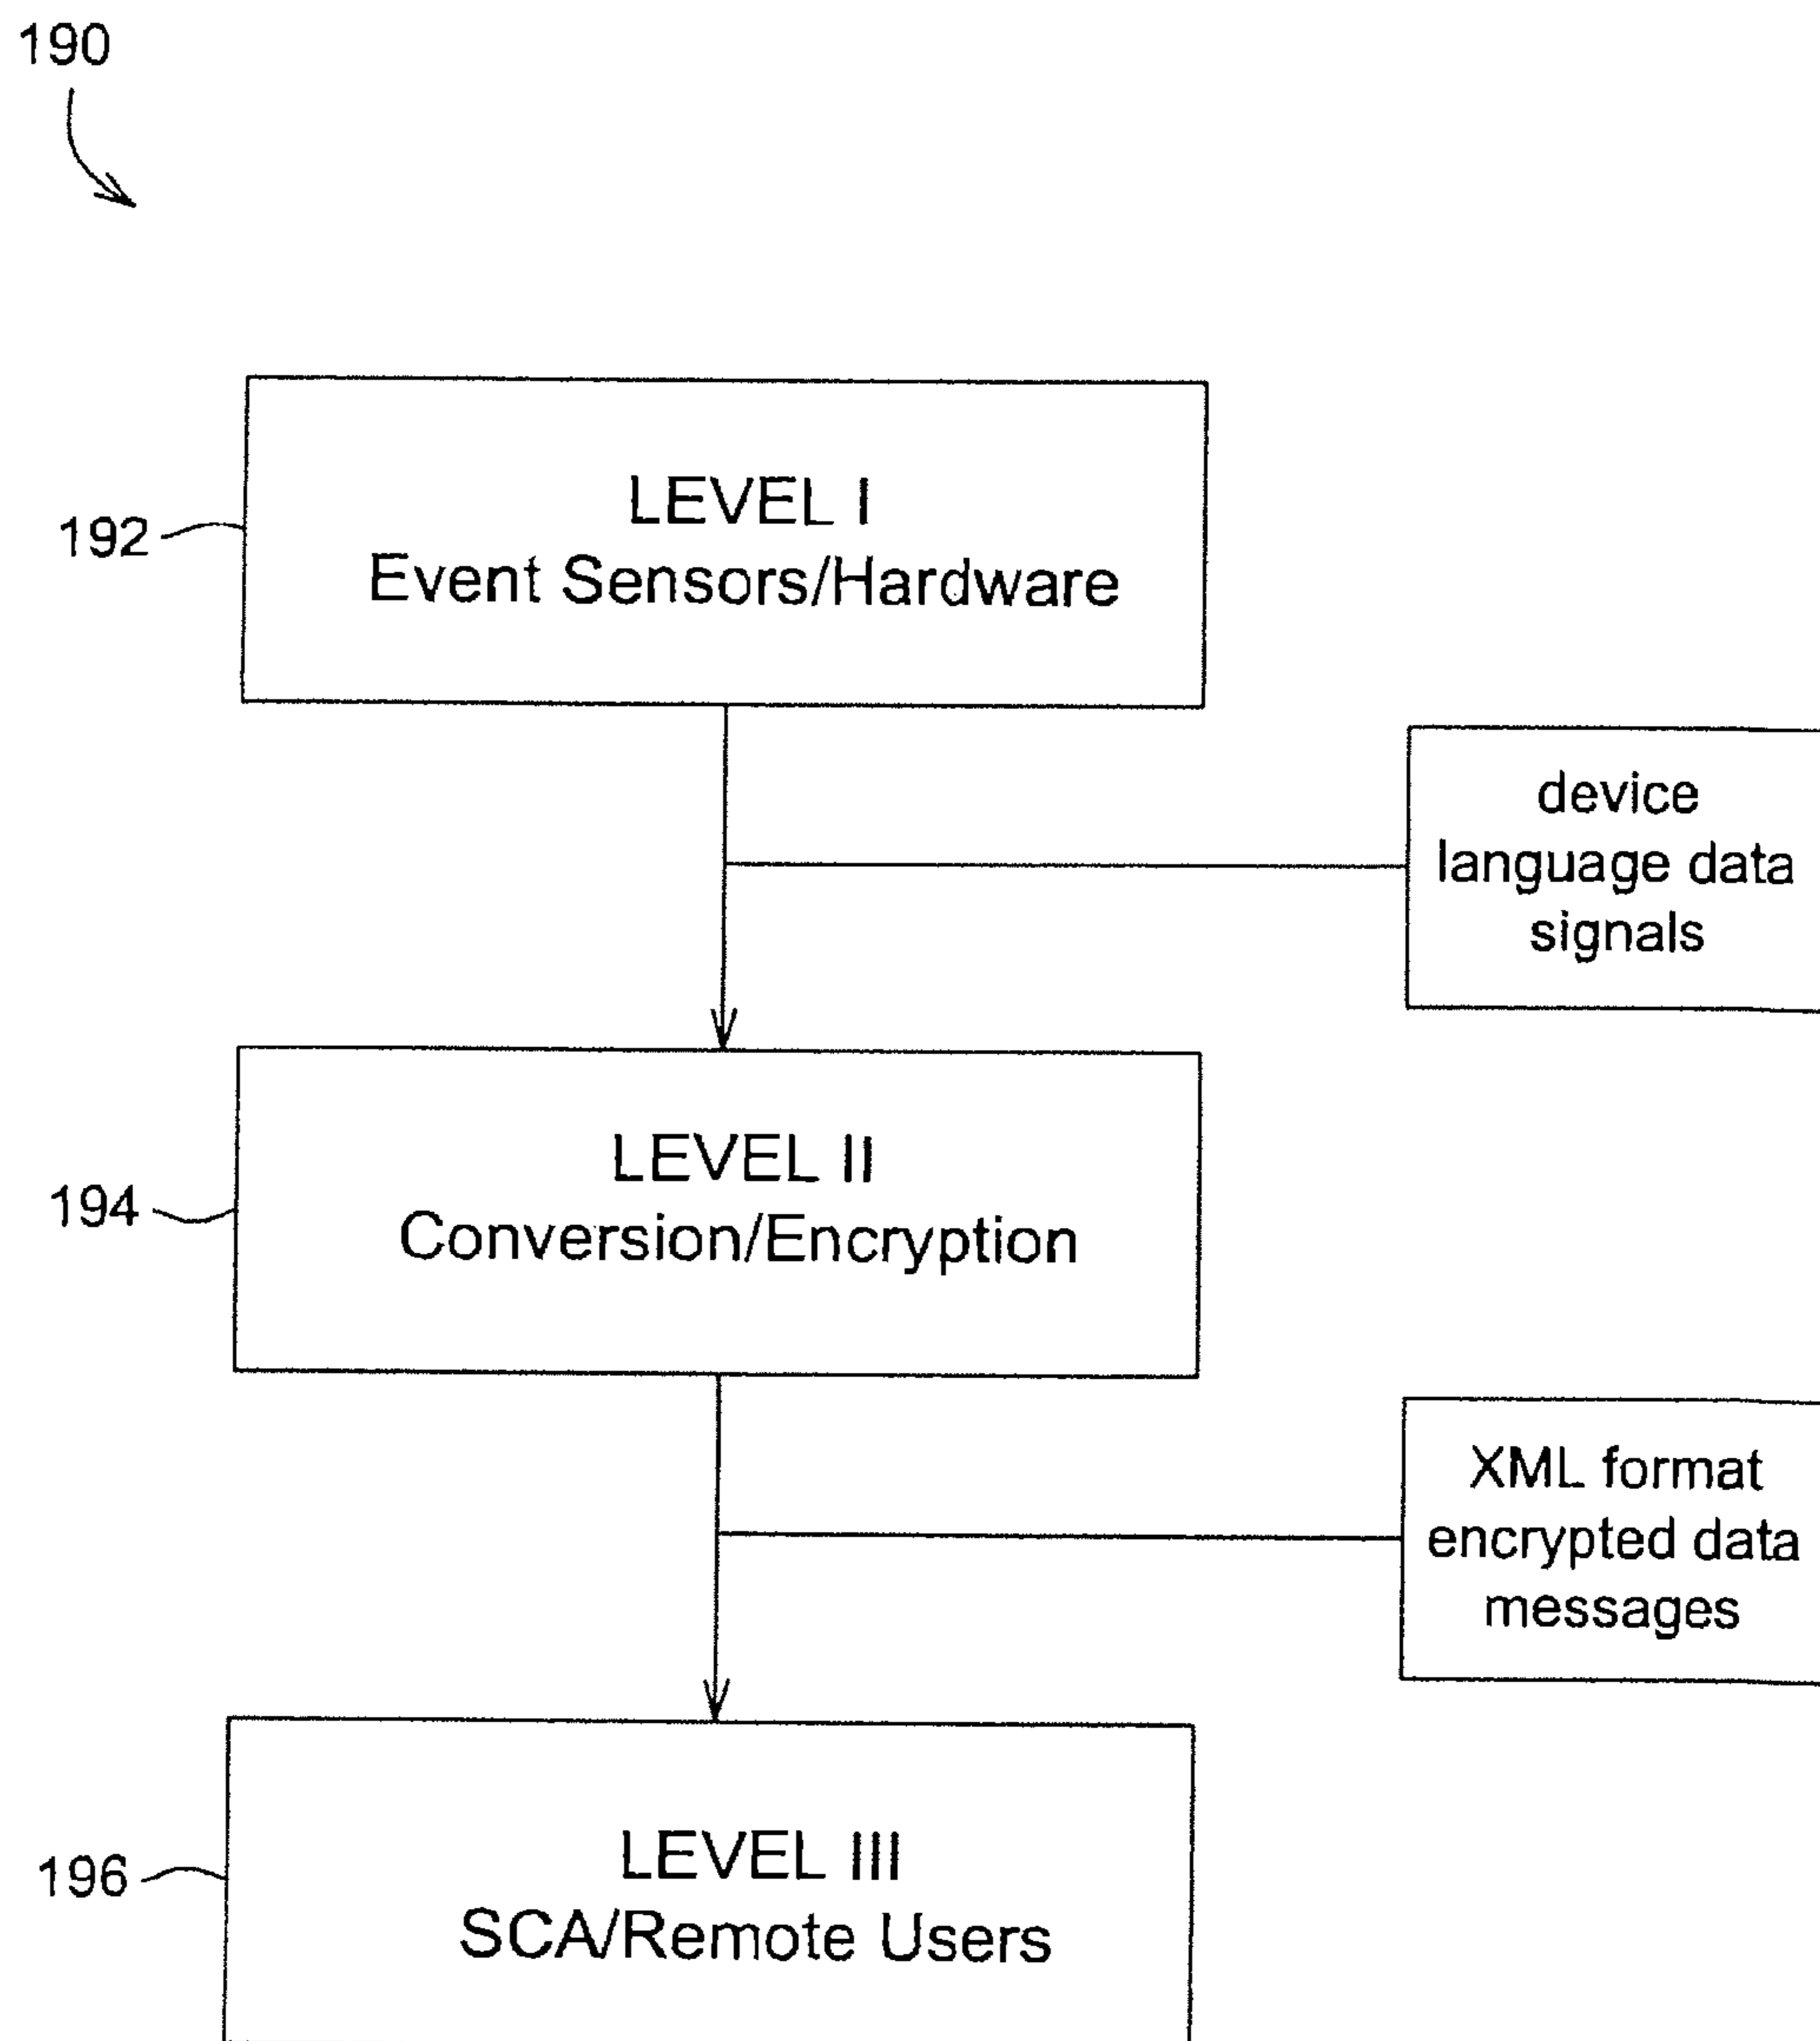 190
LEVEL I
192
Event Sensors/Hardware
device
language data
signals
LEVEL II
194
Conversion/Encryption
XML format
encrypted data
messages
LEVEL III
196
SCA/Remote Users